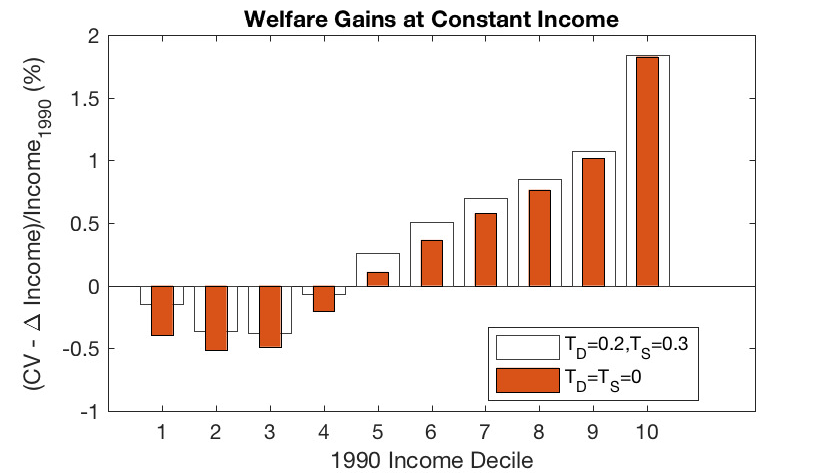 Welfare Gains at Constant Income
(CV - Δ Income)/Income1990 (%)
2
1.5
1
0.5
0
-0.5
-1
TD=0.2,TS=0.3
TD=TS=0
1 2 3 4 5 6 7 8 9 10
1990 Income Decile